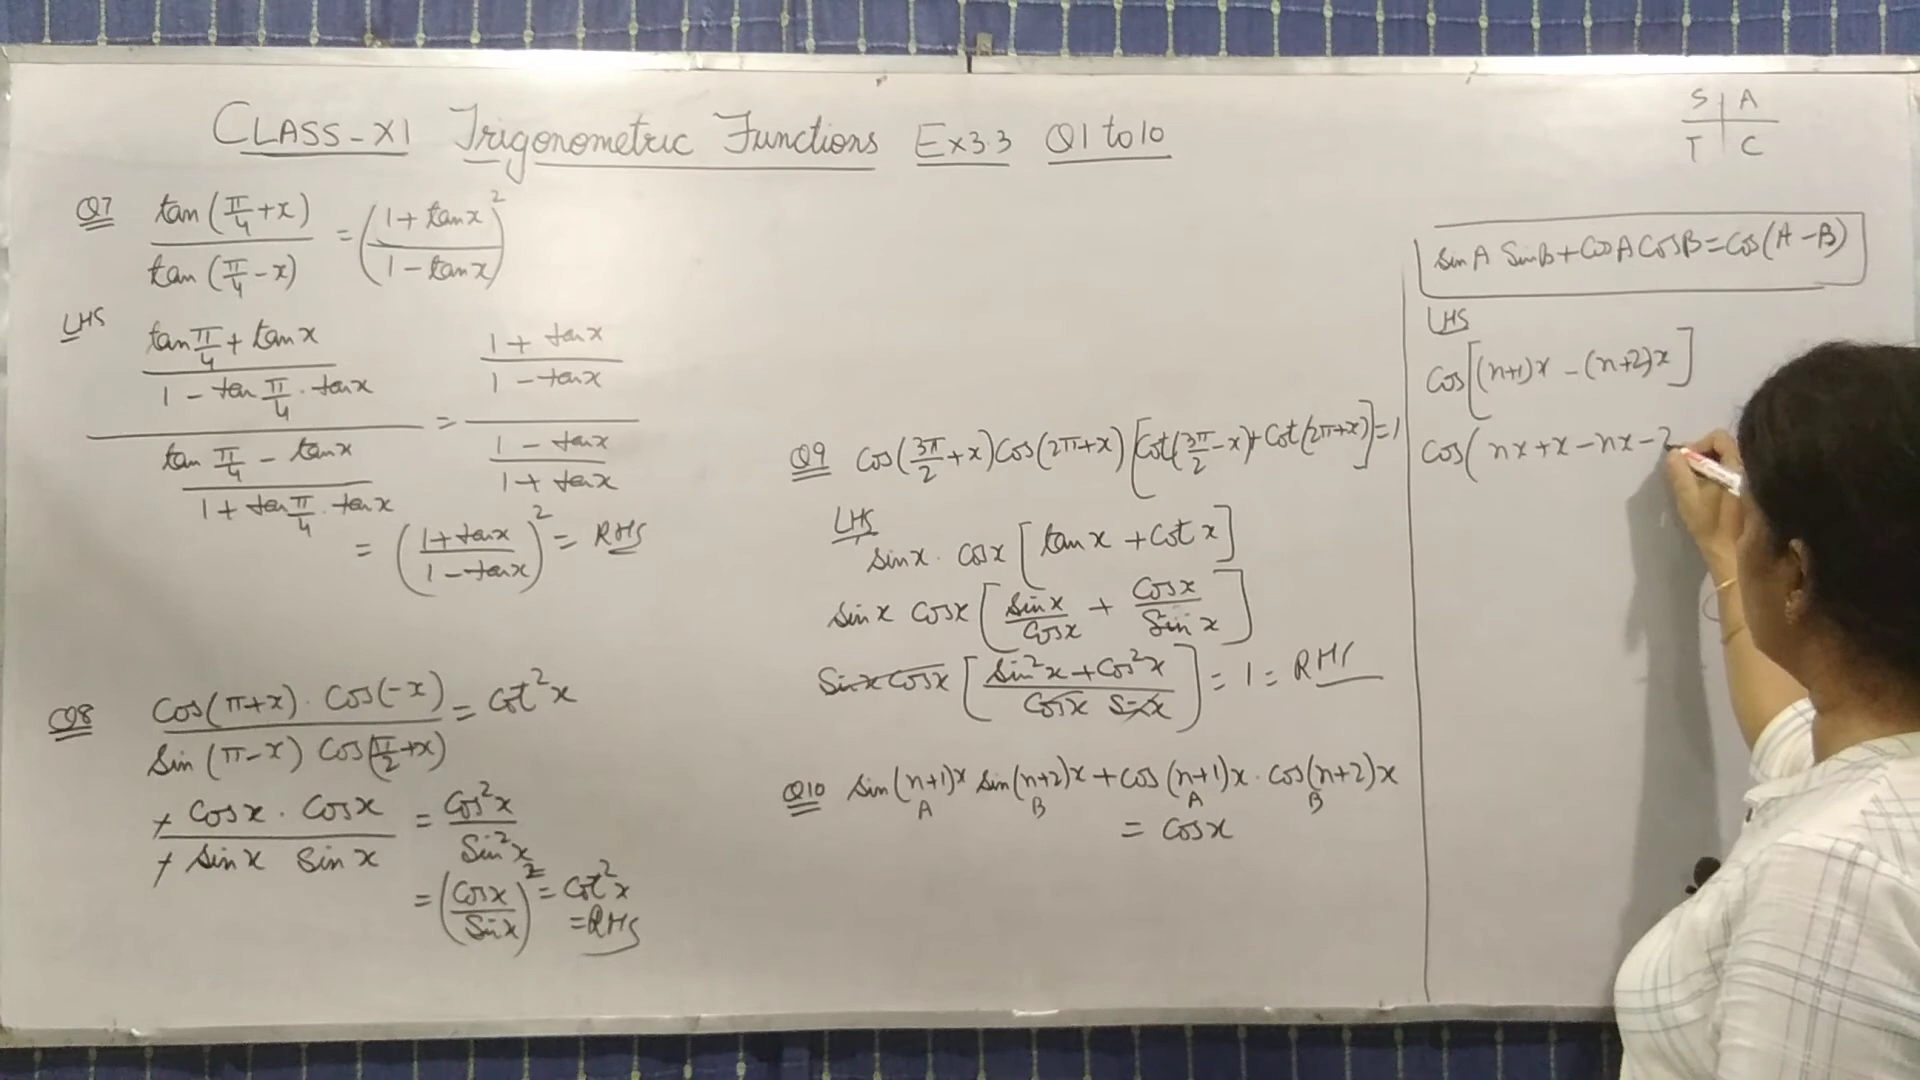 CLASS-XI Trigonometric Functions Ex3.3 Q1 to 10
S | A
T | C
Q7 tan(π/4+x) / tan(π/4-x) = ((1+tanx)/(1-tanx))²
LHS
(tan π/4 + tanx) / (1 - tan π/4 . tanx)
/ (tan π/4 - tanx) / (1 + tan π/4 . tanx)
= (1 + tanx)/(1 - tanx) / (1 - tanx)/(1 + tanx)
= ((1+tanx)/(1-tanx))² = RHS
Q8 Cos(π+x) . Cos(-x) / Sin(π-x) Cos(π/2+x) = Cot²x
+ Cosx . Cosx / + Sinx Sinx = Cos²x / Sin²x
= (Cosx/Sinx)² = Cot²x
= RHS
Q9 Cos(3π/2+x) Cos(2π+x) [Cot(3π/2-x) + Cot(2π+x)] = 1
LHS
Sinx . Cosx [tanx + Cotx]
Sinx Cosx [Sinx/Cosx + Cosx/Sinx]
Sinx Cosx [(Sin²x + Cos²x)/(Cosx Sinx)] = 1 = RHS
Q10 Sin(n+1)x Sin(n+2)x + Cos(n+1)x . Cos(n+2)x
A B A B
= Cosx
SinA SinB + CosA CosB = Cos(A-B)
LHS
Cos[(n+1)x - (n+2)x]
Cos( nx + x - nx - 2